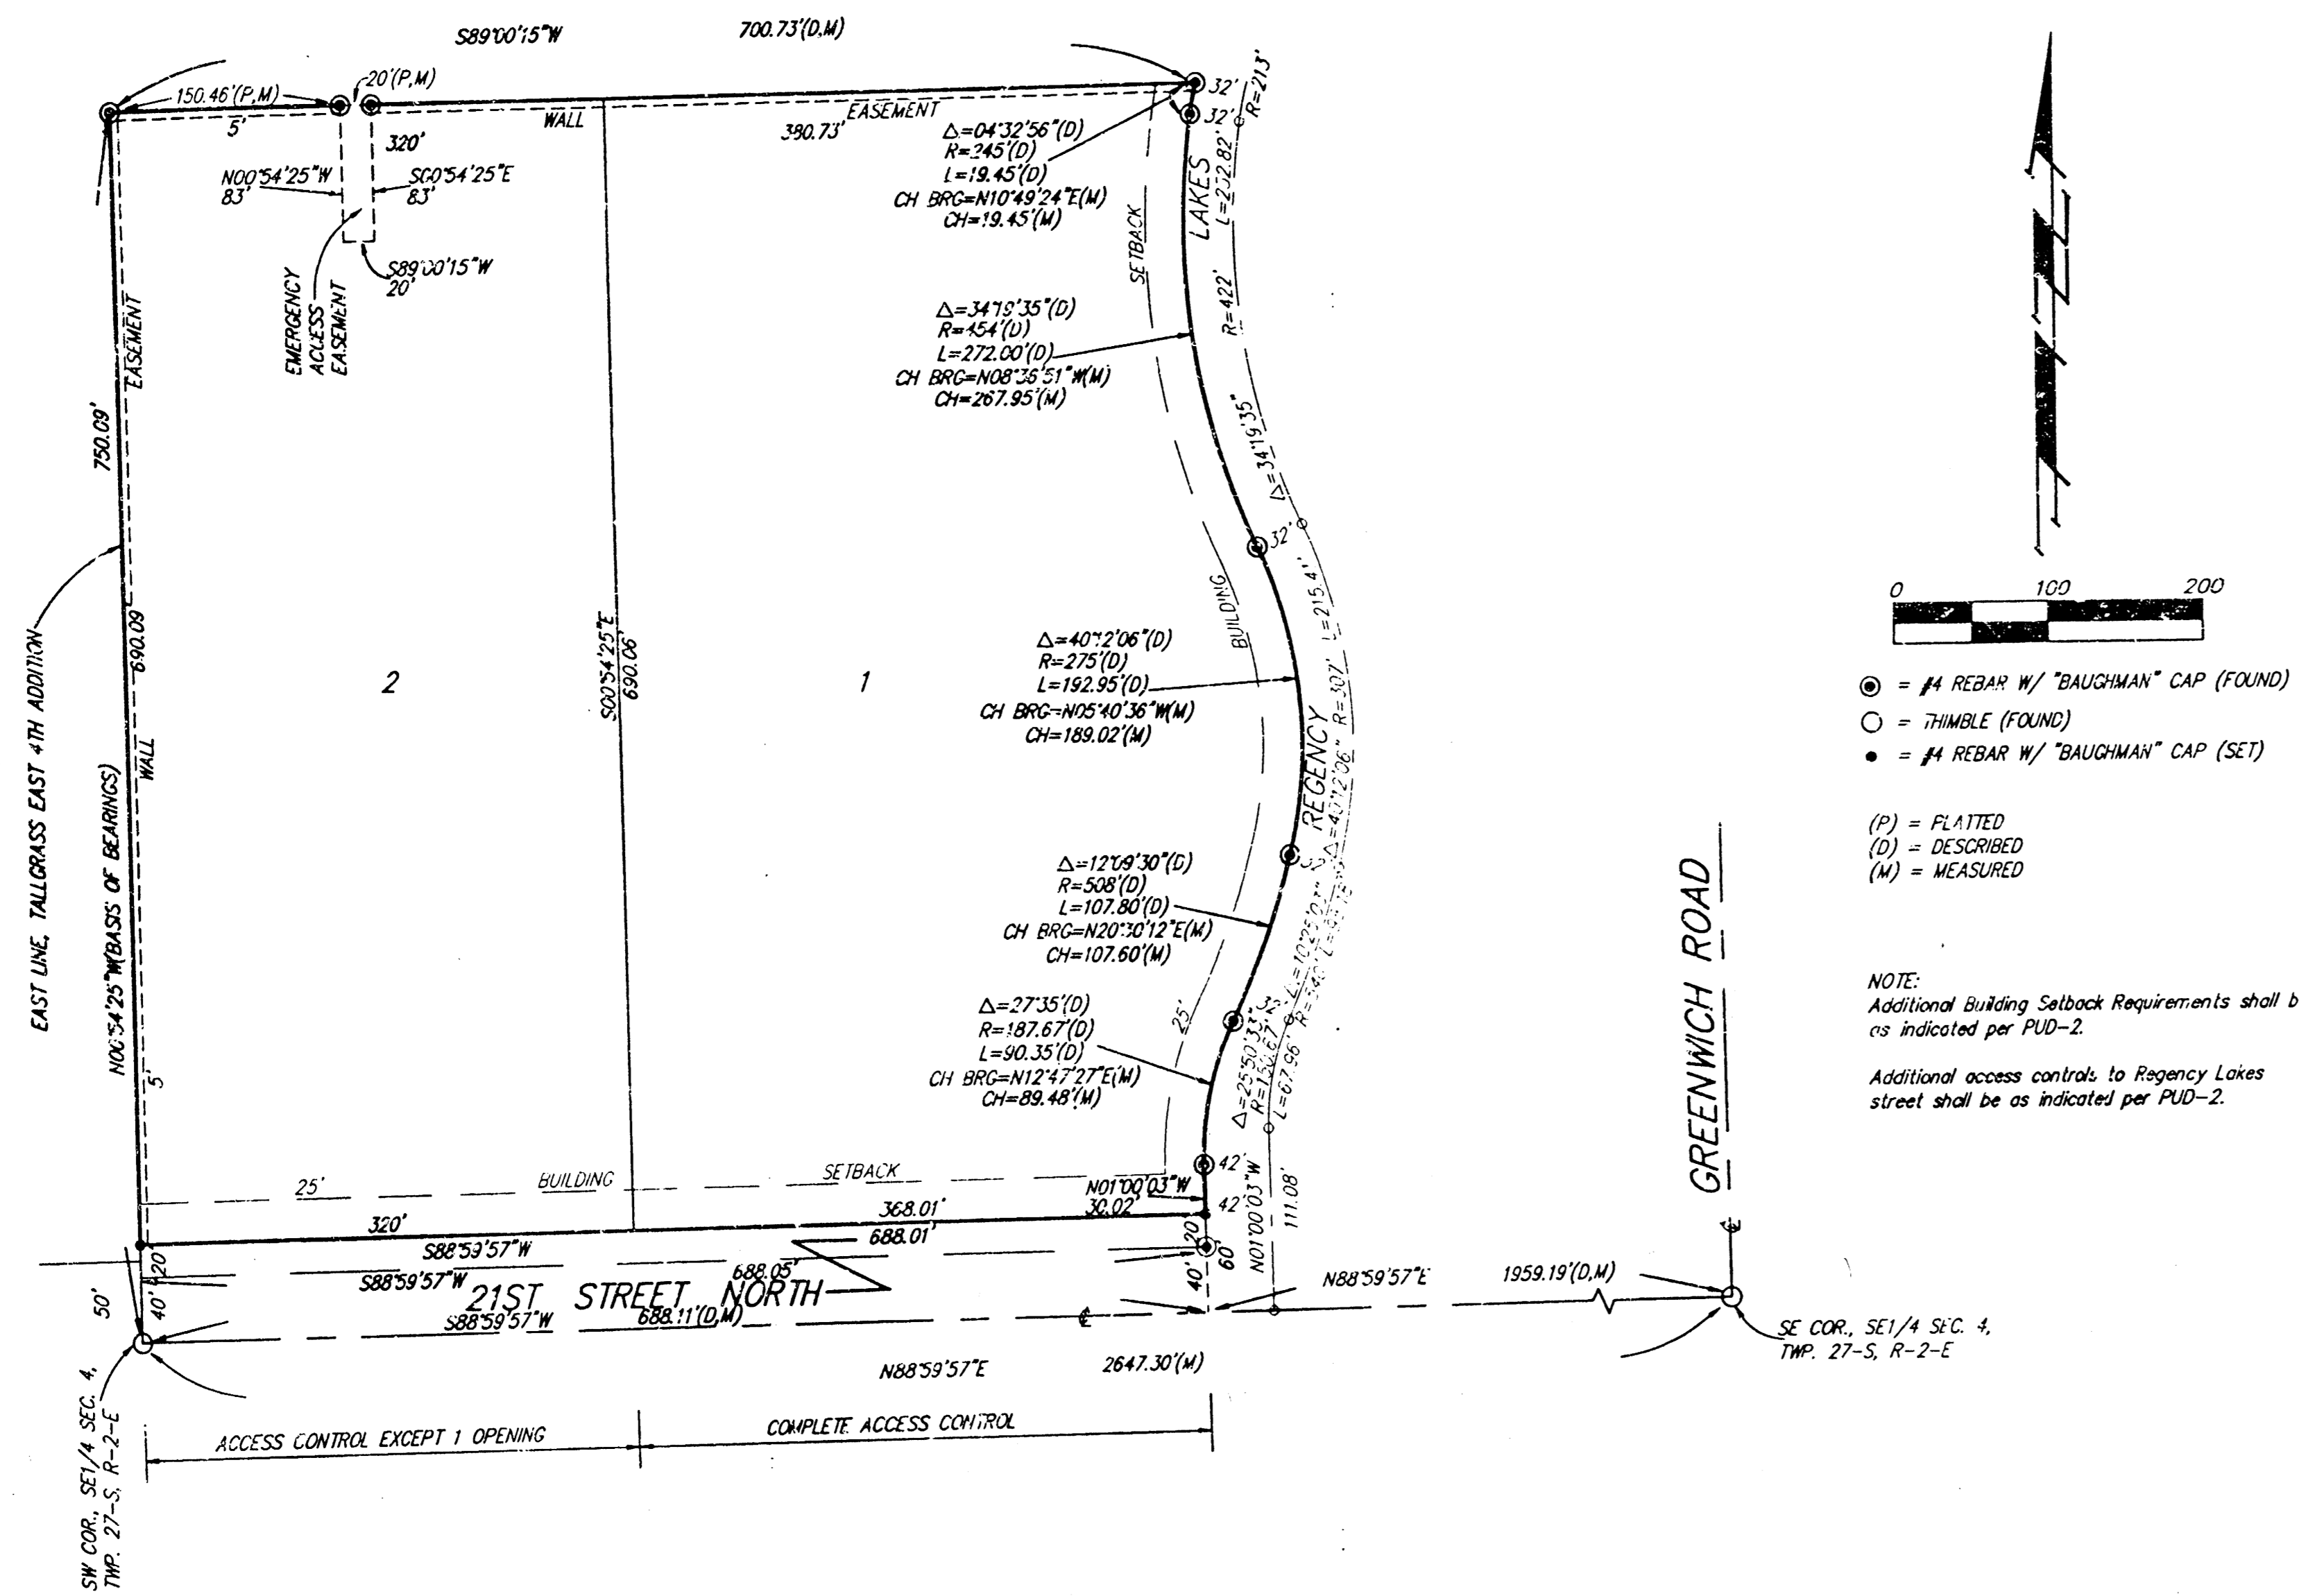 S89°00'15"W 700.73'(D,M)
150.46'(P,M)
20'(P,M)
5'
320'
WALL
EASEMENT
380.73'
32'
32'
R=213'
N00°54'25"W
83'
S00°54'25"E
83'
S89°00'15"W
20'
EMERGENCY
ACCESS
EASEMENT
Δ=04°32'56"(D)
R=245'(D)
L=19.45'(D)
CH BRG=N10°49'24"E(M)
CH=19.45'(M)
SETBACK
LAKES
L=252.82'
R=422'
Δ=34°19'35"
Δ=34°19'35"(D)
R=454'(D)
L=272.00'(D)
CH BRG=N08°36'51"W(M)
CH=267.95'(M)
EASEMENT
750.09'
690.09'
WALL
N00°54'25"W(BASIS OF BEARINGS)
5'
EAST LINE, TALLGRASS EAST 4TH ADDITION
2
S00°54'25"E
690.06'
1
32'
BUILDING
L=215.41'
R=307'
Δ=40°12'06"
Δ=40°12'06"(D)
R=275'(D)
L=192.95'(D)
CH BRG=N05°40'36"W(M)
CH=189.02'(M)
REGENCY
Δ=12°09'30"(D)
R=508'(D)
L=107.80'(D)
CH BRG=N20°30'12"E(M)
CH=107.60'(M)
Δ=27°35'(D)
R=187.67'(D)
L=90.35'(D)
CH BRG=N12°47'27"E(M)
CH=89.48'(M)
25'
Δ=25°50'33"
L=67.96'
42'
42'
N01°00'03"W
30.02'
N01°00'03"W
111.08'
25'
BUILDING
SETBACK
320'
368.01'
688.01'
S88°59'57"W
20'
20'
40'
60'
S88°59'57"W
688.05'
21ST STREET NORTH
50'
40'
S88°59'57"W
688.11'(D,M)
N88°59'57"E
1959.19'(D,M)
N88°59'57"E
2647.30'(M)
SW COR., SE1/4 SEC. 4,
TWP. 27-S, R-2-E
ACCESS CONTROL EXCEPT 1 OPENING
COMPLETE ACCESS CONTROL
GREENWICH ROAD
SE COR., SE1/4 SEC. 4,
TWP. 27-S, R-2-E
0 100 200
= #4 REBAR W/ "BAUGHMAN" CAP (FOUND)
= THIMBLE (FOUND)
= #4 REBAR W/ "BAUGHMAN" CAP (SET)
(P) = PLATTED
(D) = DESCRIBED
(M) = MEASURED
NOTE:
Additional Building Setback Requirements shall b
as indicated per PUD-2.
Additional access controls to Regency Lakes
street shall be as indicated per PUD-2.